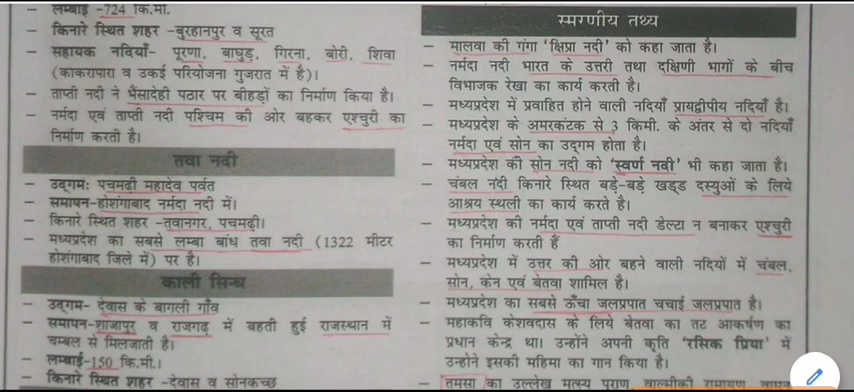 – लम्बाई -724 कि.मी.
– किनारे स्थित शहर -बुरहानपुर व सूरत
– सहायक नदियाँ- पूरणा, बाघुड़, गिरना, बोरी, शिवा
(काकरापारा व उकई परियोजना गुजरात में है)।
– ताप्ती नदी ने भैंसादेही पठार पर बीहड़ों का निर्माण किया है।
– नर्मदा एवं ताप्ती नदी पश्चिम की ओर बहकर एश्चुरी का
निर्माण करती है।
तवा नदी
– उद्गमः पचमढ़ी महादेव पर्वत
– समापन-होशंगाबाद नर्मदा नदी में।
– किनारे स्थित शहर -तवानगर, पचमढ़ी।
– मध्यप्रदेश का सबसे लम्बा बांध तवा नदी (1322 मीटर
होशंगाबाद जिले में) पर है।
काली सिन्ध
– उद्गम- देवास के बागली गाँव
– समापन-शाजापुर व राजगढ़ में बहती हुई राजस्थान में
चम्बल से मिलजाती है।
– लम्बाई-150 कि.मी.।
– किनारे स्थित शहर -देवास व सोनकच्छ
स्मरणीय तथ्य
– मालवा की गंगा 'क्षिप्रा नदी' को कहा जाता है।
– नर्मदा नदी भारत के उत्तरी तथा दक्षिणी भागों के बीच
विभाजक रेखा का कार्य करती है।
– मध्यप्रदेश में प्रवाहित होने वाली नदियाँ प्रायद्वीपीय नदियाँ है।
– मध्यप्रदेश के अमरकंटक से 3 किमी. के अंतर से दो नदियाँ
नर्मदा एवं सोन का उद्गम होता है।
– मध्यप्रदेश की सोन नदी को 'स्वर्ण नदी' भी कहा जाता है।
– चंबल नदी किनारे स्थित बड़े-बड़े खड्ड दस्युओं के लिये
आश्रय स्थली का कार्य करते है।
– मध्यप्रदेश की नर्मदा एवं ताप्ती नदी डेल्टा न बनाकर एश्चुरी
का निर्माण करती हैं
– मध्यप्रदेश में उत्तर की ओर बहने वाली नदियों में चंबल,
सोन, केन एवं बेतवा शामिल है।
– मध्यप्रदेश का सबसे ऊँचा जलप्रपात चचाई जलप्रपात है।
– महाकवि केशवदास के लिये बेतवा का तट आकर्षण का
प्रधान केन्द्र था। उन्होंने अपनी कृति 'रसिक प्रिया' में
उन्होने इसकी महिमा का गान किया है।
– तमसा का उल्लेख मत्स्य पुराण, वाल्मीकी रामायण,